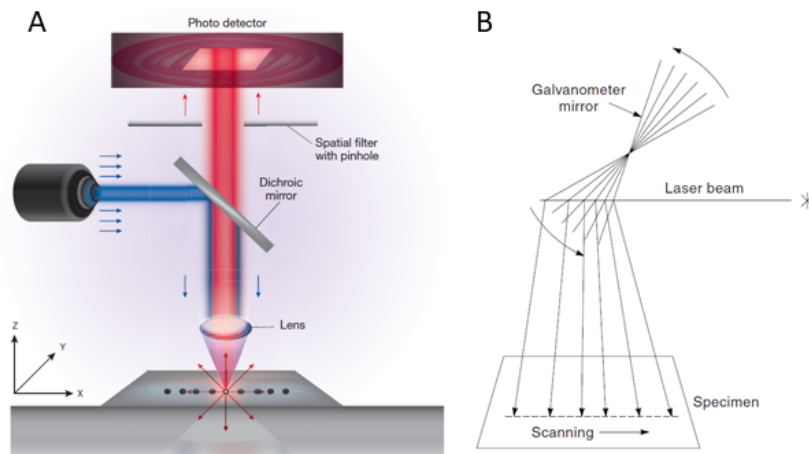 A
Photo detector
Spatial filter
with pinhole
Dichroic
mirror
Lens
Z
Y
X
B
Galvanometer
mirror
Laser beam
Specimen
Scanning